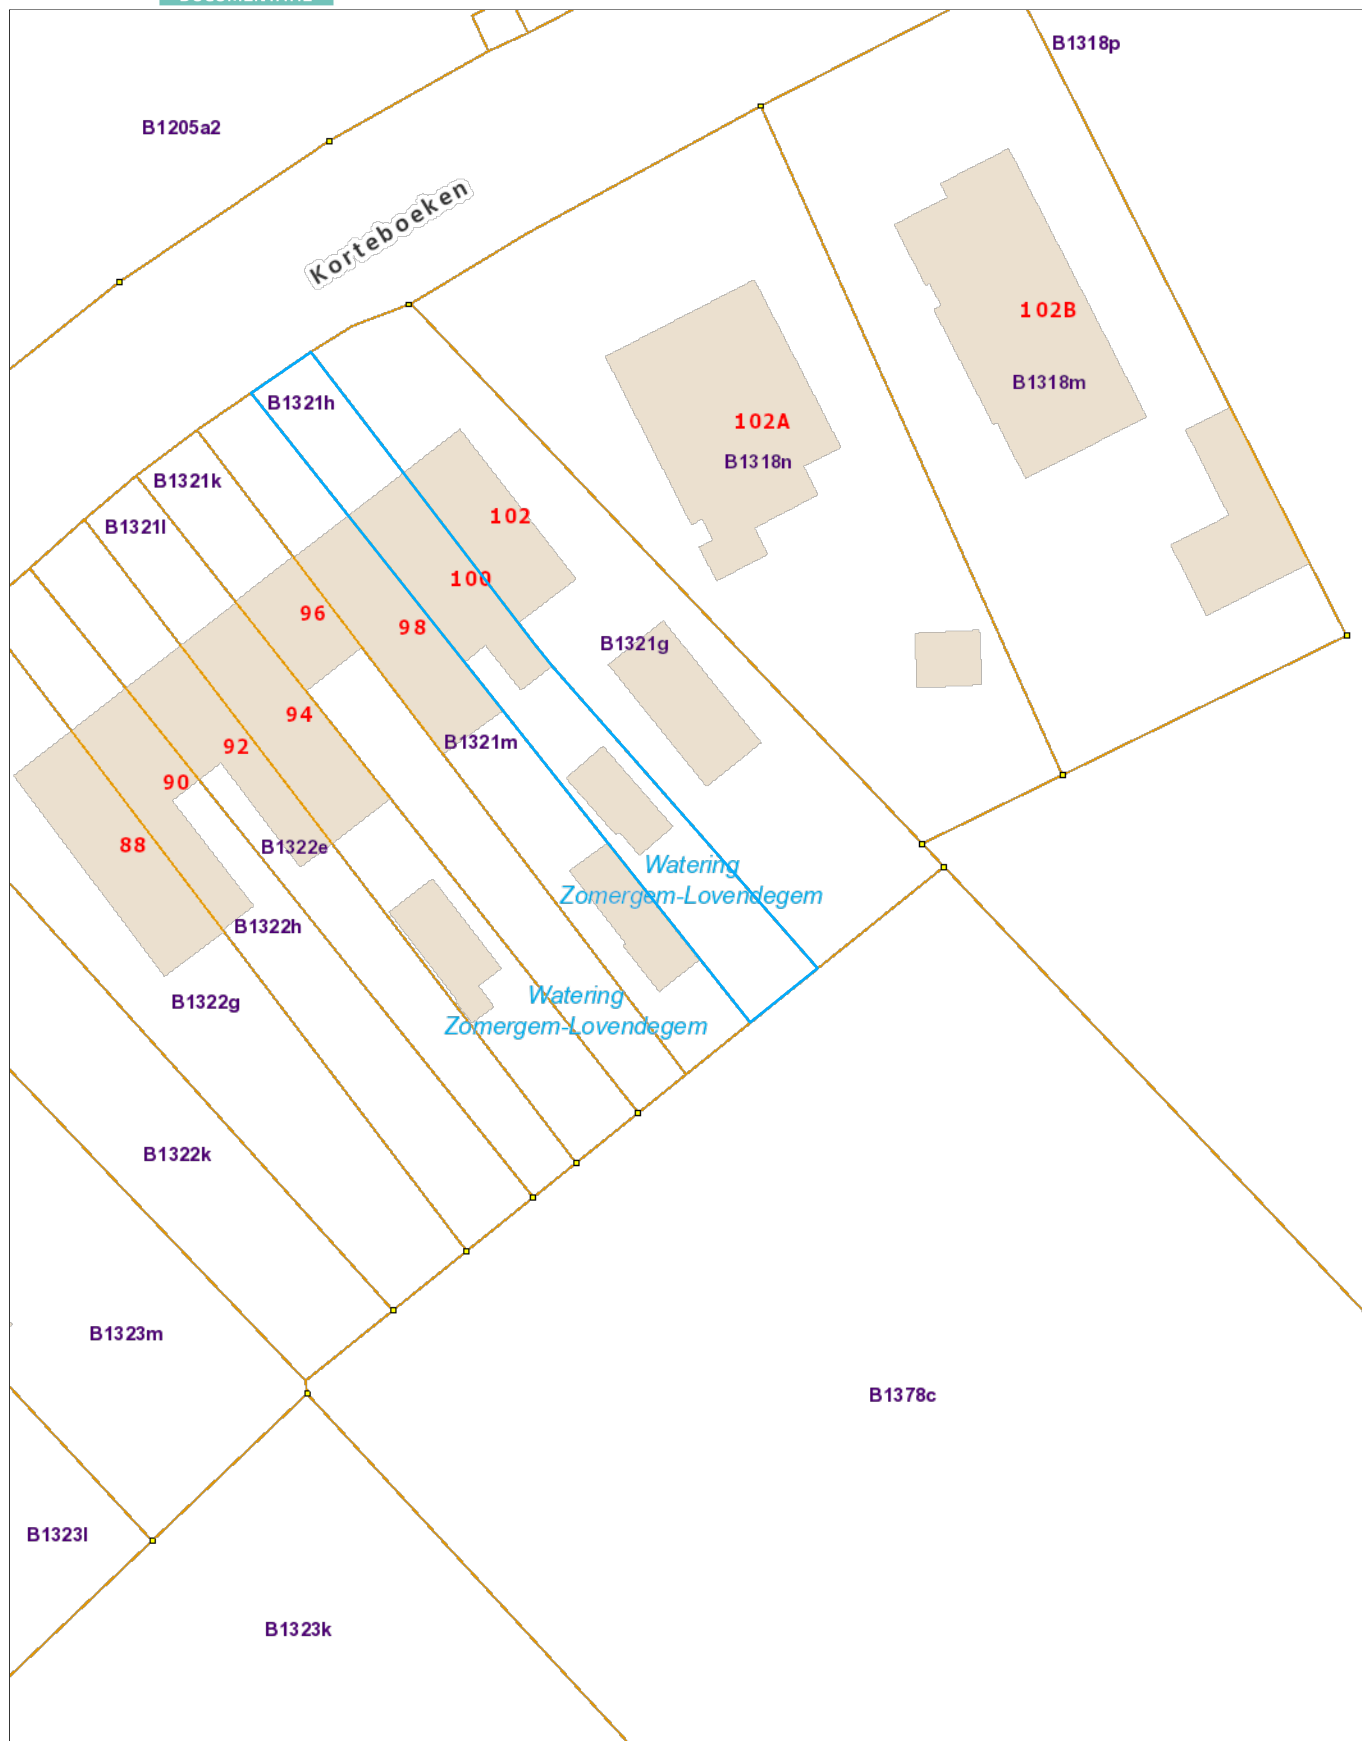 B1318p
B1205a2
Korteboeken
102B
B1318m
B1321h
102A
B1318n
B1321k
102
B1321l
100
96
98
B1321g
94
B1321m
92
90
88
B1322e
Watering
Zomergem-Lovendegem
B1322h
Watering
Zomergem-Lovendegem
B1322g
B1322k
B1323m
B1378c
B1323l
B1323k